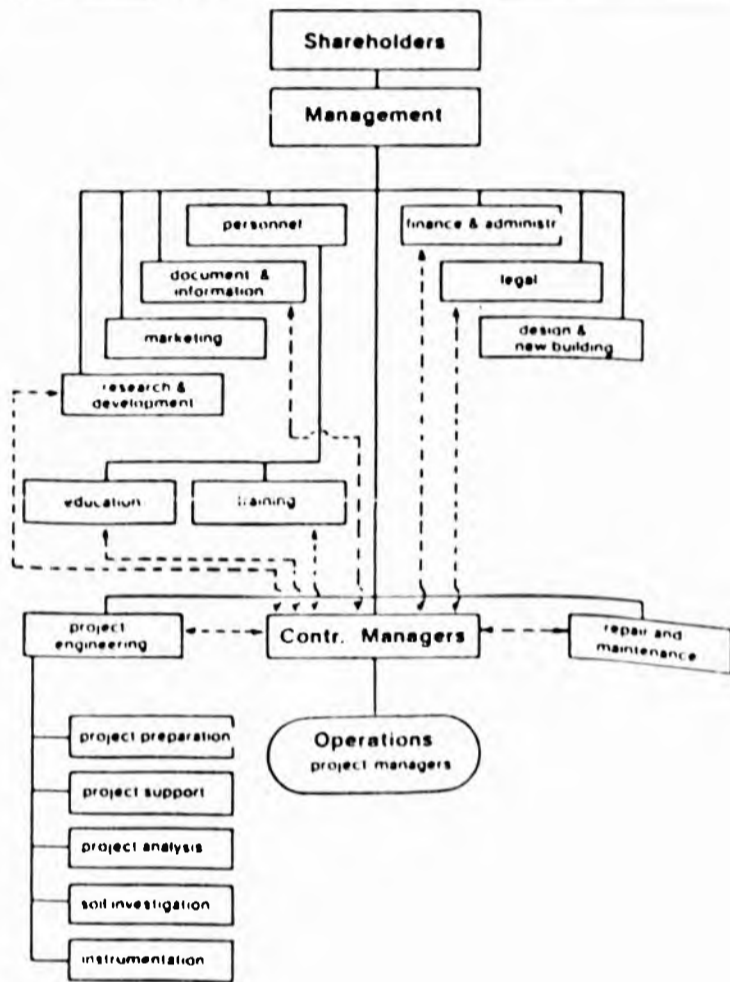 Shareholders
Management
personnel
finance & administr.
document &
information
legal
marketing
design &
new building
research &
development
education
training
project
engineering
Contr. Managers
repair and
maintenance
Operations
project managers
project preparation
project support
project analysis
soil investigation
instrumentation